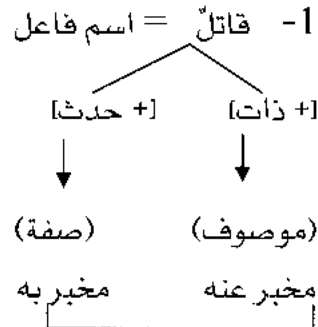 1- قاتلٌ = اسم فاعل
[+ ذات] [+ حدث]
(موصوف) (صفة)
مخبر عنه مخبر به